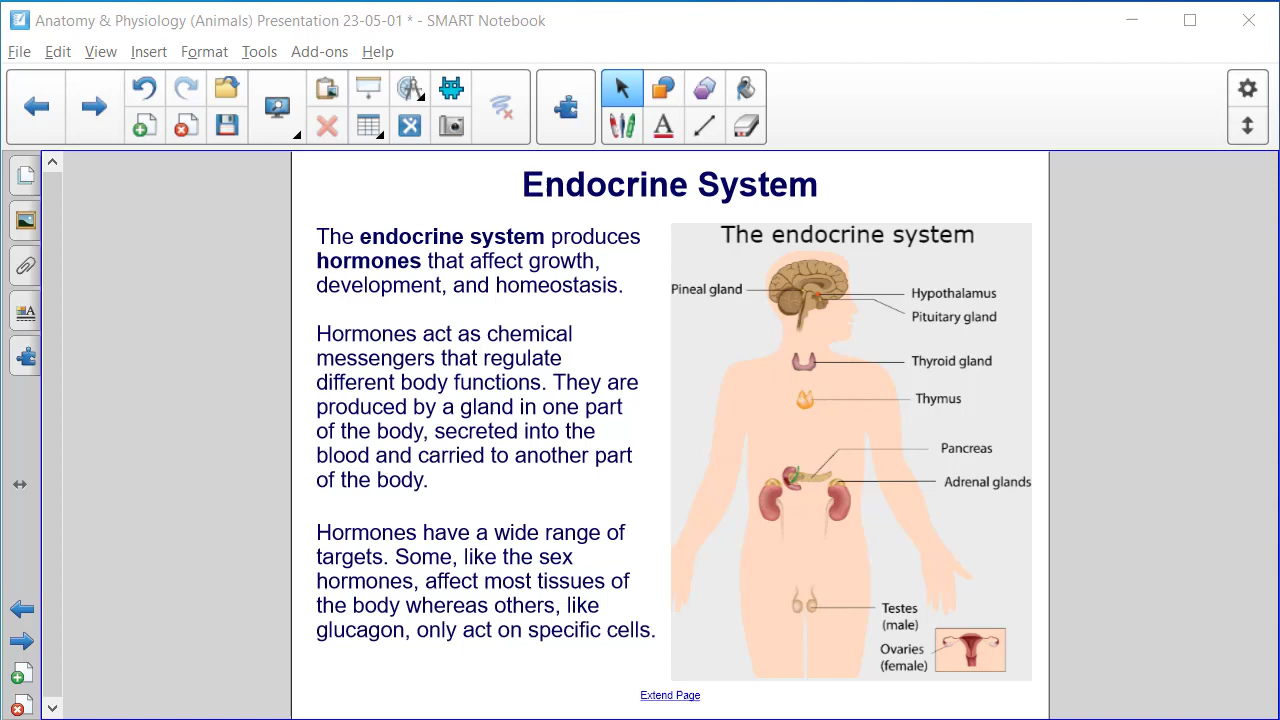 Anatomy & Physiology (Animals) Presentation 23-05-01 * - SMART Notebook
File Edit View Insert Format Tools Add-ons Help
Endocrine System
The endocrine system produces
hormones that affect growth,
development, and homeostasis.
Hormones act as chemical
messengers that regulate
different body functions. They are
produced by a gland in one part
of the body, secreted into the
blood and carried to another part
of the body.
Hormones have a wide range of
targets. Some, like the sex
hormones, affect most tissues of
the body whereas others, like
glucagon, only act on specific cells.
The endocrine system
Pineal gland
Hypothalamus
Pituitary gland
Thyroid gland
Thymus
Pancreas
Adrenal glands
Testes
(male)
Ovaries
(female)
Extend Page